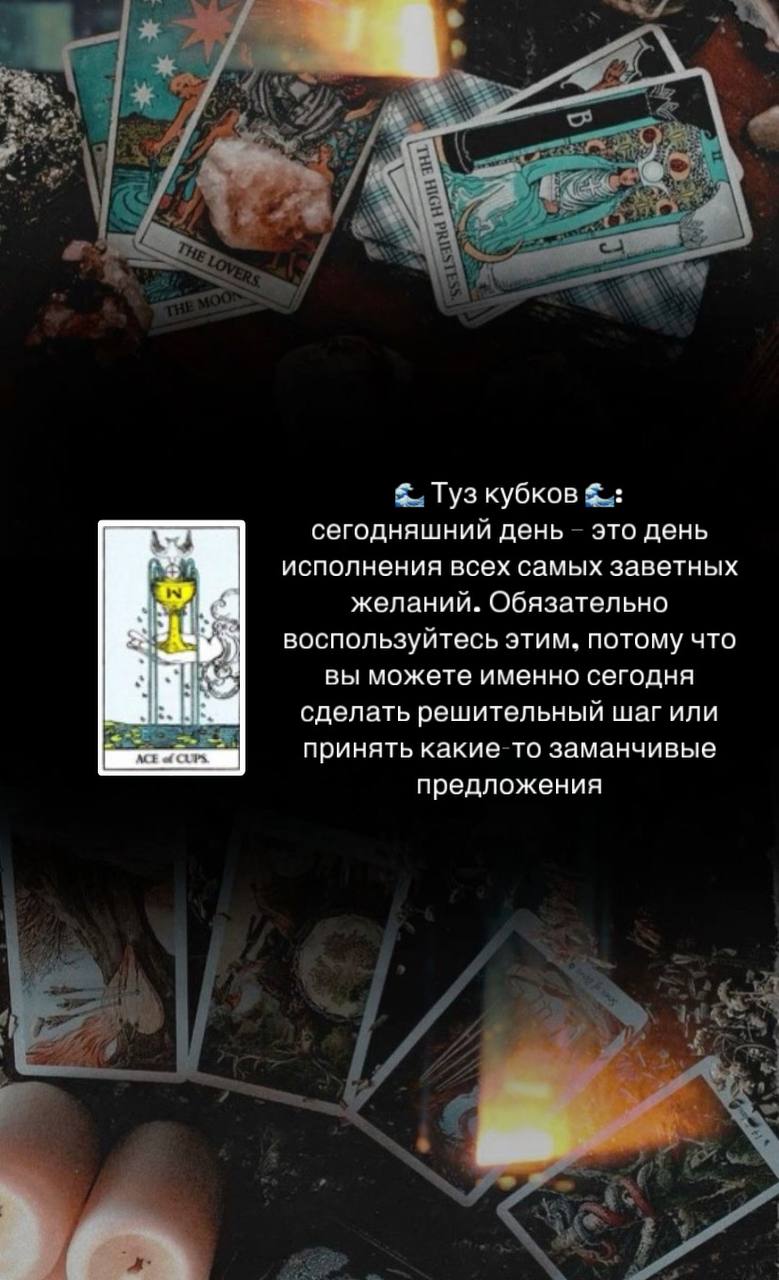 THE LOVERS.
THE MOON
THE HIGH PRIESTESS.
B
J
🌊 Туз кубков 🌊:
сегодняшний день – это день
исполнения всех самых заветных
желаний. Обязательно
воспользуйтесь этим, потому что
вы можете именно сегодня
сделать решительный шаг или
принять какие-то заманчивые
предложения
ACE of CUPS.